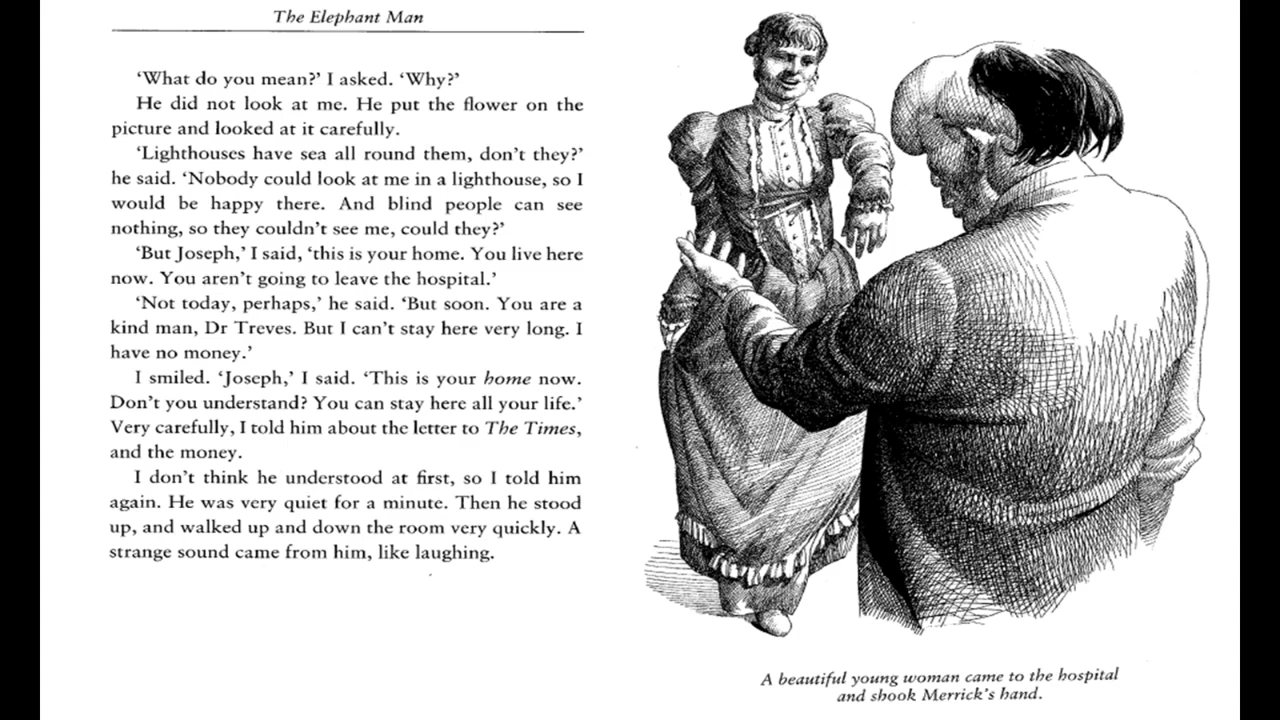 The Elephant Man
‘What do you mean?’ I asked. ‘Why?’
He did not look at me. He put the flower on the
picture and looked at it carefully.
‘Lighthouses have sea all round them, don’t they?’
he said. ‘Nobody could look at me in a lighthouse, so I
would be happy there. And blind people can see
nothing, so they couldn’t see me, could they?’
‘But Joseph,’ I said, ‘this is your home. You live here
now. You aren’t going to leave the hospital.’
‘Not today, perhaps,’ he said. ‘But soon. You are a
kind man, Dr Treves. But I can’t stay here very long. I
have no money.’
I smiled. ‘Joseph,’ I said. ‘This is your home now.
Don’t you understand? You can stay here all your life.’
Very carefully, I told him about the letter to The Times,
and the money.
I don’t think he understood at first, so I told him
again. He was very quiet for a minute. Then he stood
up, and walked up and down the room very quickly. A
strange sound came from him, like laughing.
A beautiful young woman came to the hospital
and shook Merrick’s hand.